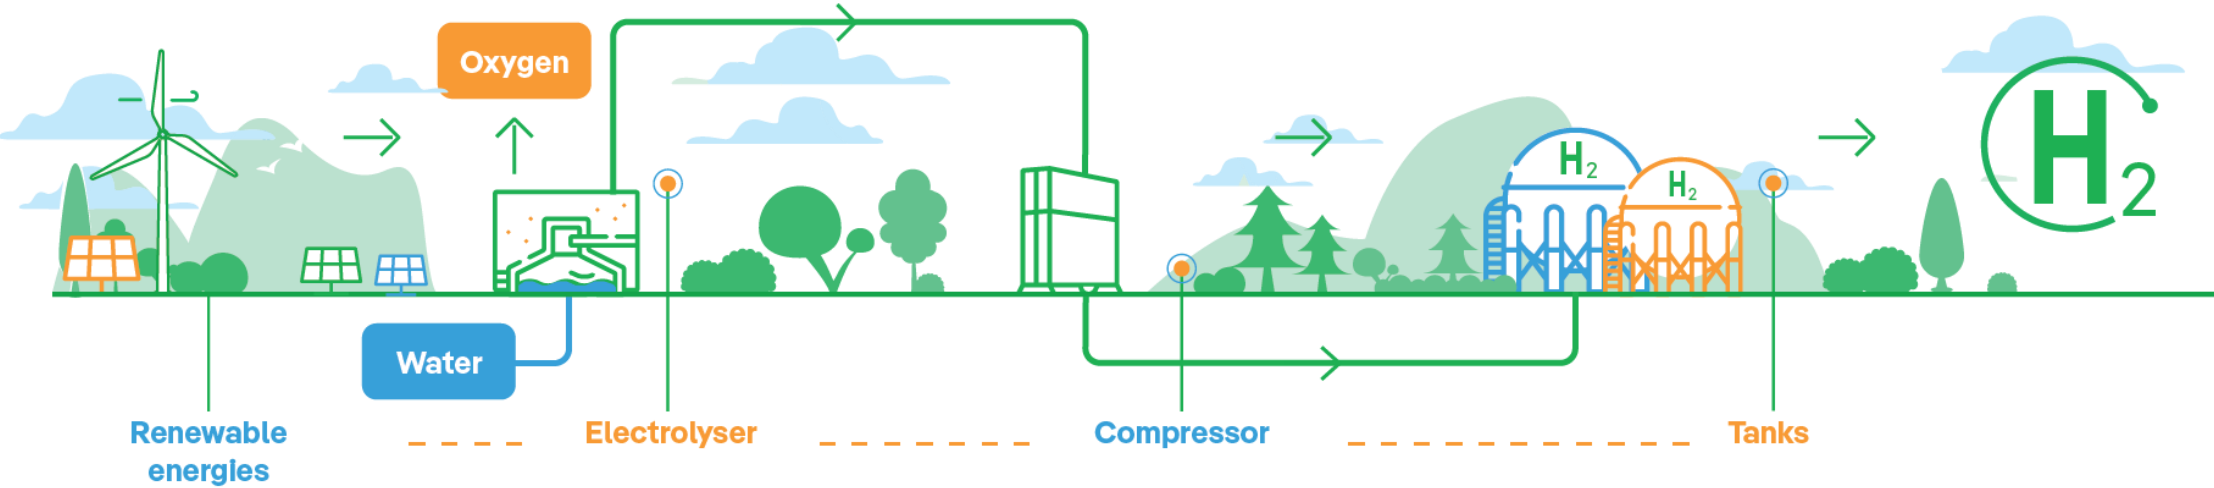 Oxygen
H2
H2
H2
Water
Renewable
energies
Electrolyser
Compressor
Tanks